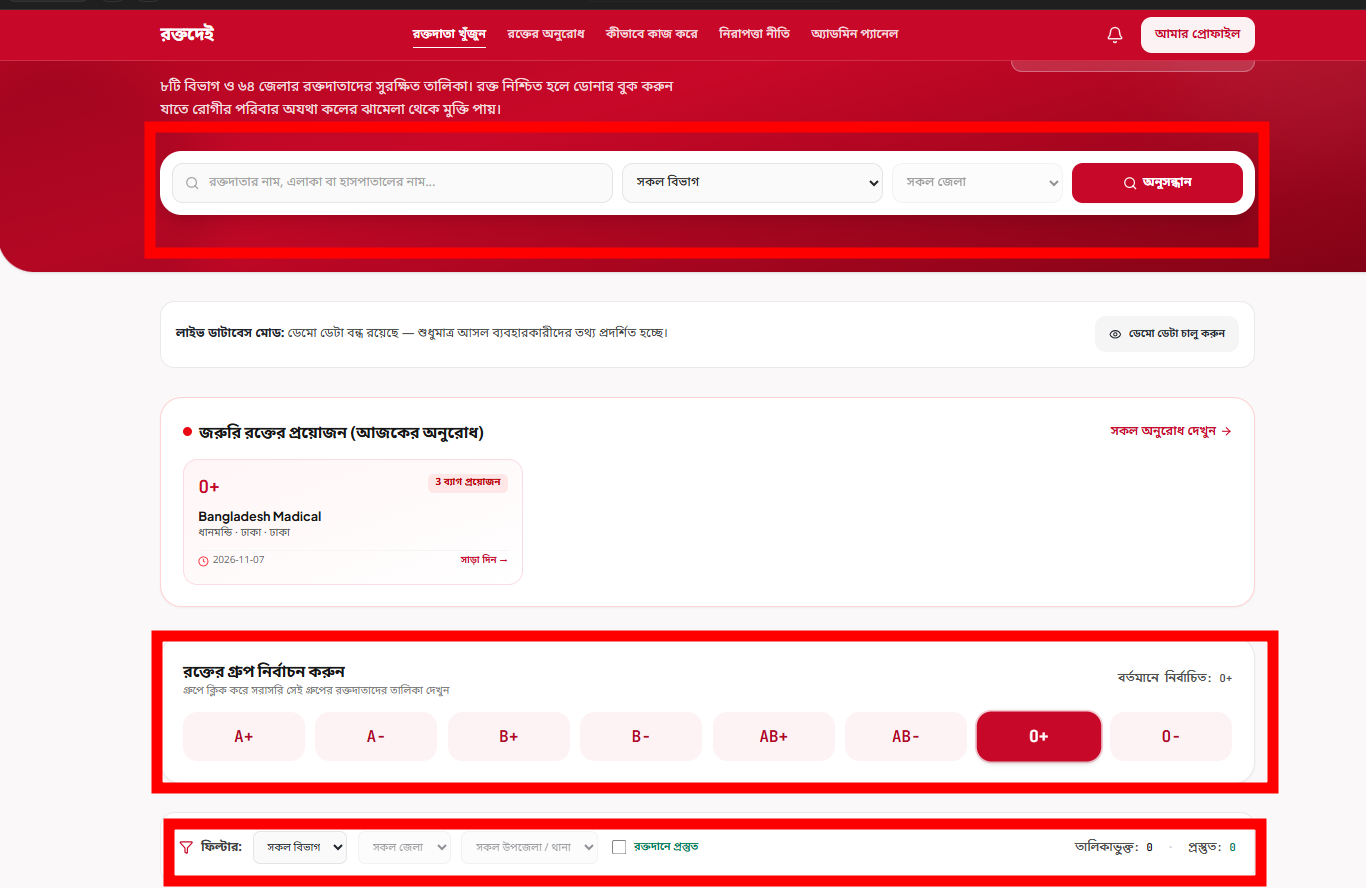 রক্তদেই রক্তদাতা খুঁজুন রক্তের অনুরোধ কীভাবে কাজ করে নিরাপত্তা নীতি অ্যাডমিন প্যানেল আমার প্রোফাইল
৮টি বিভাগ ও ৬৪ জেলার রক্তদাতাদের সুরক্ষিত তালিকা। রক্ত নিশ্চিত হলে ডোনার বুক করুন
যাতে রোগীর পরিবার অযথা কলের ঝামেলা থেকে মুক্তি পায়।
রক্তদাতার নাম, এলাকা বা হাসপাতালের নাম... সকল বিভাগ সকল জেলা অনুসন্ধান
লাইভ ডাটাবেস মোড: ডেমো ডেটা বন্ধ রয়েছে — শুধুমাত্র আসল ব্যবহারকারীদের তথ্য প্রদর্শিত হচ্ছে। ডেমো ডেটা চালু করুন
জরুরি রক্তের প্রয়োজন (আজকের অনুরোধ) সকল অনুরোধ দেখুন →
O+ 3 ব্যাগ প্রয়োজন
Bangladesh Madical
ধানমন্ডি · ঢাকা · ঢাকা
2026-11-07 সাড়া দিন →
রক্তের গ্রুপ নির্বাচন করুন
গ্রুপে ক্লিক করে সরাসরি সেই গ্রুপের রক্তদাতাদের তালিকা দেখুন
বর্তমানে নির্বাচিত: O+
A+ A- B+ B- AB+ AB- O+ O-
ফিল্টার: সকল বিভাগ সকল জেলা সকল উপজেলা / থানা রক্তদানে প্রস্তুত তালিকাভুক্ত: 0 · প্রস্তুত: 0